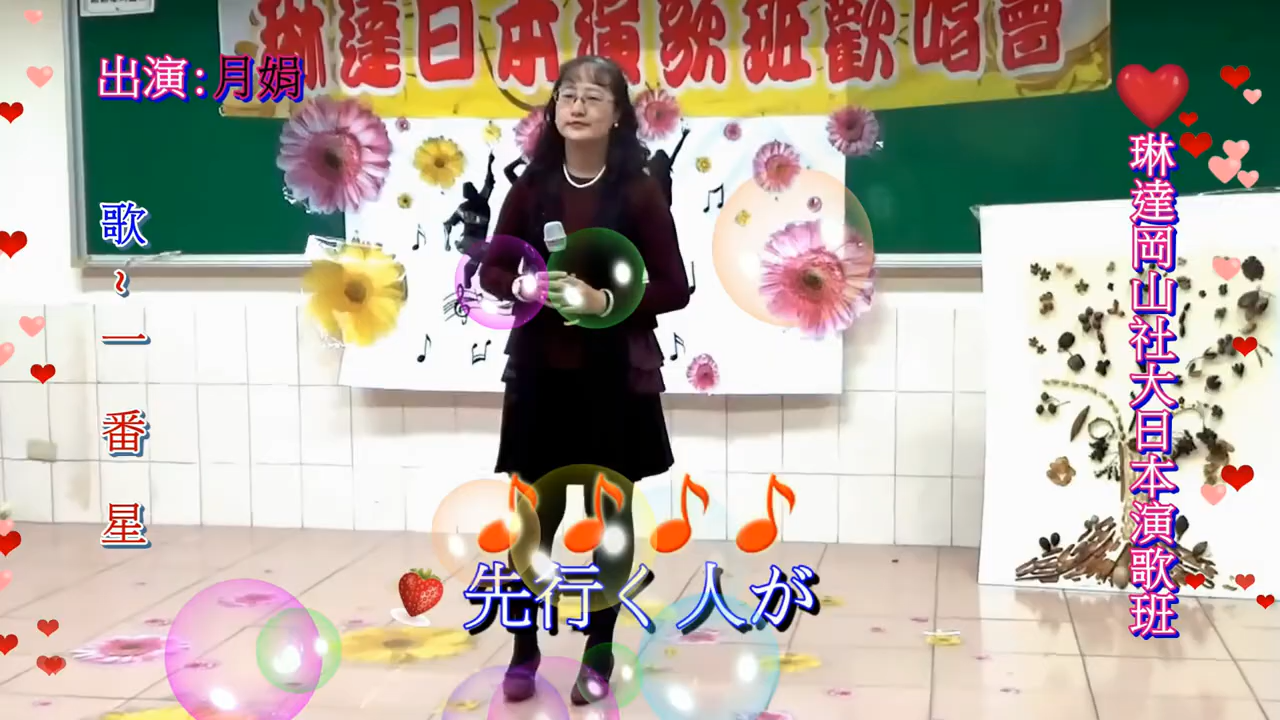 琳達日本演歌班歡唱會
出演:月娟
歌~一番星
琳達岡山社大日本演歌班
先行く人が